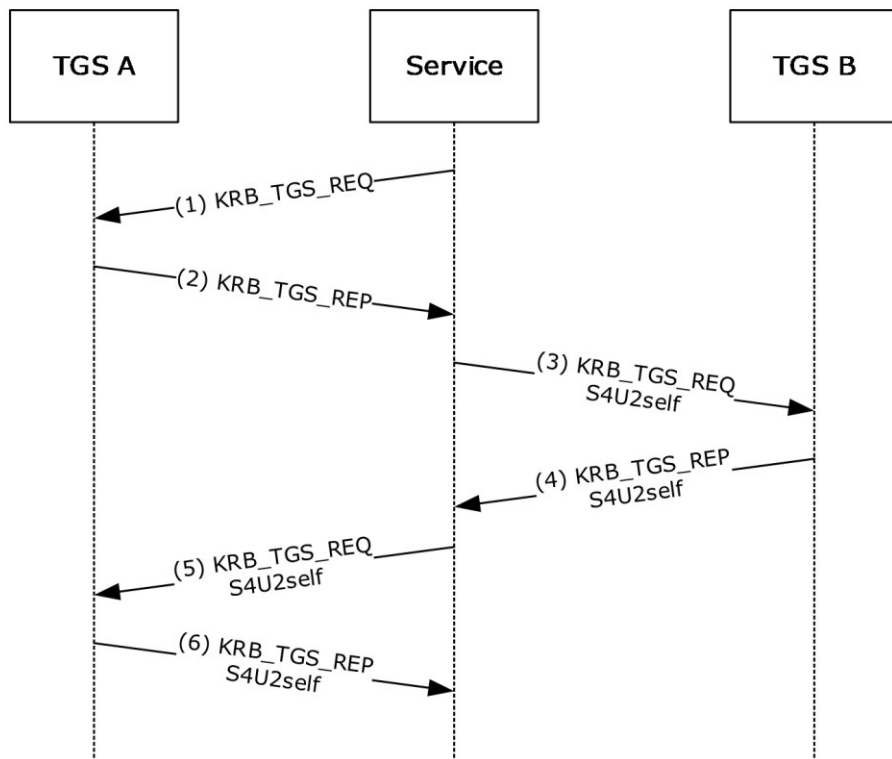 TGS A
Service
TGS B
(1) KRB_TGS_REQ
(2) KRB_TGS_REP
(3) KRB_TGS_REQ
S4U2self
(4) KRB_TGS_REP
S4U2self
(5) KRB_TGS_REQ
S4U2self
(6) KRB_TGS_REP
S4U2self